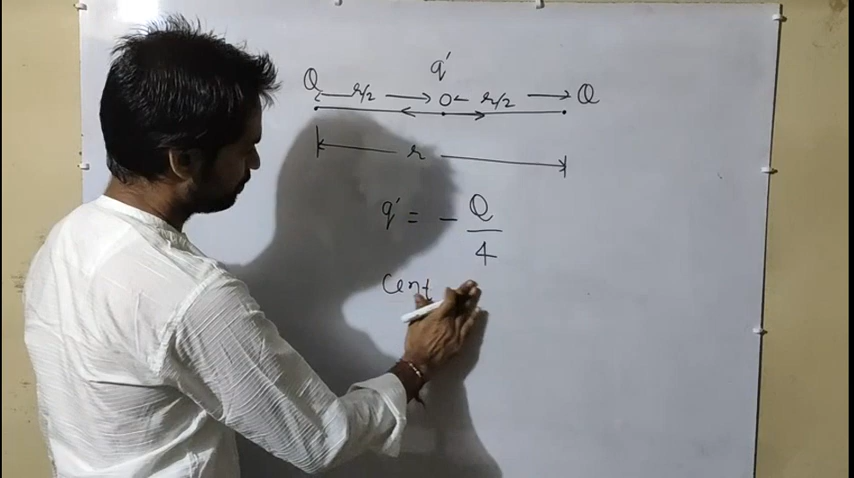 q'
Q r/2 O r/2 Q
r
q' = - Q/4
Cent